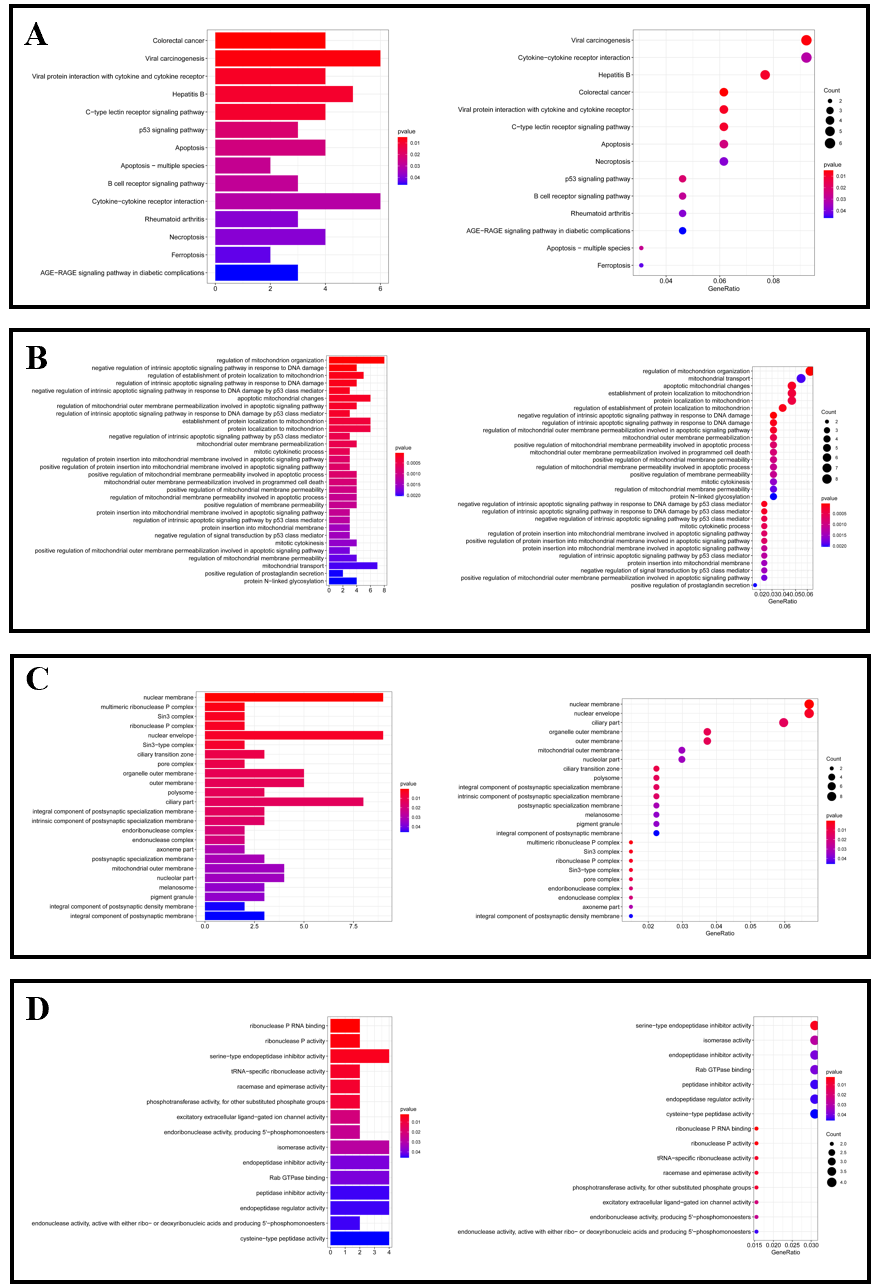 A
Colorectal cancer
Viral carcinogenesis
Viral protein interaction with cytokine and cytokine receptor
Hepatitis B
C−type lectin receptor signaling pathway
p53 signaling pathway
Apoptosis
Apoptosis − multiple species
B cell receptor signaling pathway
Cytokine−cytokine receptor interaction
Rheumatoid arthritis
Necroptosis
Ferroptosis
AGE−RAGE signaling pathway in diabetic complications
0 2 4 6
pvalue
0.01
0.02
0.03
0.04
Viral carcinogenesis
Cytokine−cytokine receptor interaction
Hepatitis B
Colorectal cancer
Viral protein interaction with cytokine and cytokine receptor
C−type lectin receptor signaling pathway
Apoptosis
Necroptosis
p53 signaling pathway
B cell receptor signaling pathway
Rheumatoid arthritis
AGE−RAGE signaling pathway in diabetic complications
Apoptosis − multiple species
Ferroptosis
0.04 0.06 0.08
GeneRatio
Count
2
3
4
5
6
pvalue
0.01
0.02
0.03
0.04
B
regulation of mitochondrion organization
negative regulation of intrinsic apoptotic signaling pathway in response to DNA damage
regulation of establishment of protein localization to mitochondrion
regulation of intrinsic apoptotic signaling pathway in response to DNA damage
negative regulation of intrinsic apoptotic signaling pathway in response to DNA damage by p53 class mediator
apoptotic mitochondrial changes
regulation of mitochondrial outer membrane permeabilization involved in apoptotic signaling pathway
regulation of intrinsic apoptotic signaling pathway in response to DNA damage by p53 class mediator
establishment of protein localization to mitochondrion
protein localization to mitochondrion
negative regulation of intrinsic apoptotic signaling pathway by p53 class mediator
mitochondrial outer membrane permeabilization
mitotic cytokinetic process
regulation of protein insertion into mitochondrial membrane involved in apoptotic signaling pathway
positive regulation of protein insertion into mitochondrial membrane involved in apoptotic signaling pathway
positive regulation of mitochondrial membrane permeability involved in apoptotic process
mitochondrial outer membrane permeabilization involved in programmed cell death
positive regulation of mitochondrial membrane permeability
regulation of mitochondrial membrane permeability involved in apoptotic process
positive regulation of membrane permeability
protein insertion into mitochondrial membrane involved in apoptotic signaling pathway
regulation of intrinsic apoptotic signaling pathway by p53 class mediator
protein insertion into mitochondrial membrane
negative regulation of signal transduction by p53 class mediator
mitotic cytokinesis
positive regulation of mitochondrial outer membrane permeabilization involved in apoptotic signaling pathway
regulation of mitochondrial membrane permeability
mitochondrial transport
positive regulation of prostaglandin secretion
protein N−linked glycosylation
0 2 4 6 8
pvalue
0.0005
0.0010
0.0015
0.0020
regulation of mitochondrion organization
mitochondrial transport
apoptotic mitochondrial changes
establishment of protein localization to mitochondrion
protein localization to mitochondrion
regulation of establishment of protein localization to mitochondrion
negative regulation of intrinsic apoptotic signaling pathway in response to DNA damage
regulation of intrinsic apoptotic signaling pathway in response to DNA damage
regulation of mitochondrial outer membrane permeabilization involved in apoptotic signaling pathway
mitochondrial outer membrane permeabilization
positive regulation of mitochondrial membrane permeability involved in apoptotic process
mitochondrial outer membrane permeabilization involved in programmed cell death
positive regulation of mitochondrial membrane permeability
regulation of mitochondrial membrane permeability involved in apoptotic process
positive regulation of membrane permeability
mitotic cytokinesis
regulation of mitochondrial membrane permeability
protein N−linked glycosylation
negative regulation of intrinsic apoptotic signaling pathway in response to DNA damage by p53 class mediator
regulation of intrinsic apoptotic signaling pathway in response to DNA damage by p53 class mediator
negative regulation of intrinsic apoptotic signaling pathway by p53 class mediator
mitotic cytokinetic process
regulation of protein insertion into mitochondrial membrane involved in apoptotic signaling pathway
positive regulation of protein insertion into mitochondrial membrane involved in apoptotic signaling pathway
protein insertion into mitochondrial membrane involved in apoptotic signaling pathway
regulation of intrinsic apoptotic signaling pathway by p53 class mediator
protein insertion into mitochondrial membrane
negative regulation of signal transduction by p53 class mediator
positive regulation of mitochondrial outer membrane permeabilization involved in apoptotic signaling pathway
positive regulation of prostaglandin secretion
0.02 0.03 0.04 0.05 0.06
GeneRatio
Count
2
3
4
5
6
7
8
pvalue
0.0005
0.0010
0.0015
0.0020
C
nuclear membrane
multimeric ribonuclease P complex
Sin3 complex
ribonuclease P complex
nuclear envelope
Sin3−type complex
ciliary transition zone
pore complex
organelle outer membrane
outer membrane
polysome
ciliary part
integral component of postsynaptic specialization membrane
intrinsic component of postsynaptic specialization membrane
endoribonuclease complex
endonuclease complex
axoneme part
postsynaptic specialization membrane
mitochondrial outer membrane
nucleolar part
melanosome
pigment granule
integral component of postsynaptic density membrane
integral component of postsynaptic membrane
0.0 2.5 5.0 7.5
pvalue
0.01
0.02
0.03
0.04
nuclear membrane
nuclear envelope
ciliary part
organelle outer membrane
outer membrane
mitochondrial outer membrane
nucleolar part
ciliary transition zone
polysome
integral component of postsynaptic specialization membrane
intrinsic component of postsynaptic specialization membrane
postsynaptic specialization membrane
melanosome
pigment granule
integral component of postsynaptic membrane
multimeric ribonuclease P complex
Sin3 complex
ribonuclease P complex
Sin3−type complex
pore complex
endoribonuclease complex
endonuclease complex
axoneme part
integral component of postsynaptic density membrane
0.02 0.03 0.04 0.05 0.06
GeneRatio
Count
2
4
6
8
pvalue
0.01
0.02
0.03
0.04
D
ribonuclease P RNA binding
ribonuclease P activity
serine−type endopeptidase inhibitor activity
tRNA−specific ribonuclease activity
racemase and epimerase activity
phosphotransferase activity, for other substituted phosphate groups
excitatory extracellular ligand−gated ion channel activity
endoribonuclease activity, producing 5'−phosphomonoesters
isomerase activity
endopeptidase inhibitor activity
Rab GTPase binding
peptidase inhibitor activity
endopeptidase regulator activity
endonuclease activity, active with either ribo− or deoxyribonucleic acids and producing 5'−phosphomonoesters
cysteine−type peptidase activity
0 1 2 3 4
pvalue
0.01
0.02
0.03
0.04
serine−type endopeptidase inhibitor activity
isomerase activity
endopeptidase inhibitor activity
Rab GTPase binding
peptidase inhibitor activity
endopeptidase regulator activity
cysteine−type peptidase activity
ribonuclease P RNA binding
ribonuclease P activity
tRNA−specific ribonuclease activity
racemase and epimerase activity
phosphotransferase activity, for other substituted phosphate groups
excitatory extracellular ligand−gated ion channel activity
endoribonuclease activity, producing 5'−phosphomonoesters
endonuclease activity, active with either ribo− or deoxyribonucleic acids and producing 5'−phosphomonoesters
0.015 0.020 0.025 0.030
GeneRatio
pvalue
0.01
0.02
0.03
0.04
Count
2.0
2.5
3.0
3.5
4.0